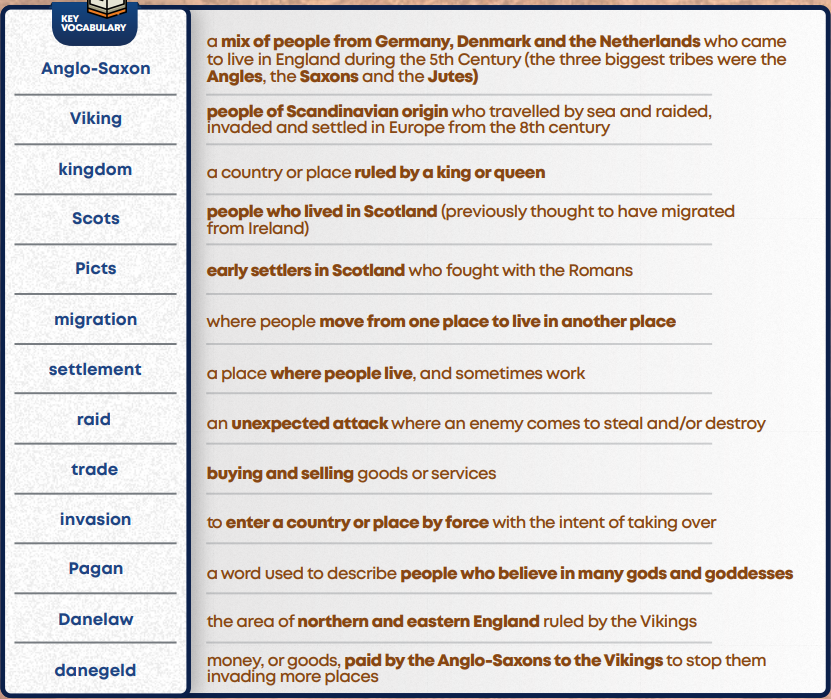 KEY
VOCABULARY
Anglo-Saxon
a mix of people from Germany, Denmark and the Netherlands who came
to live in England during the 5th Century (the three biggest tribes were the
Angles, the Saxons and the Jutes)
Viking
people of Scandinavian origin who travelled by sea and raided,
invaded and settled in Europe from the 8th century
kingdom
a country or place ruled by a king or queen
Scots
people who lived in Scotland (previously thought to have migrated
from Ireland)
Picts
early settlers in Scotland who fought with the Romans
migration
where people move from one place to live in another place
settlement
a place where people live, and sometimes work
raid
an unexpected attack where an enemy comes to steal and/or destroy
trade
buying and selling goods or services
invasion
to enter a country or place by force with the intent of taking over
Pagan
a word used to describe people who believe in many gods and goddesses
Danelaw
the area of northern and eastern England ruled by the Vikings
danegeld
money, or goods, paid by the Anglo-Saxons to the Vikings to stop them
invading more places